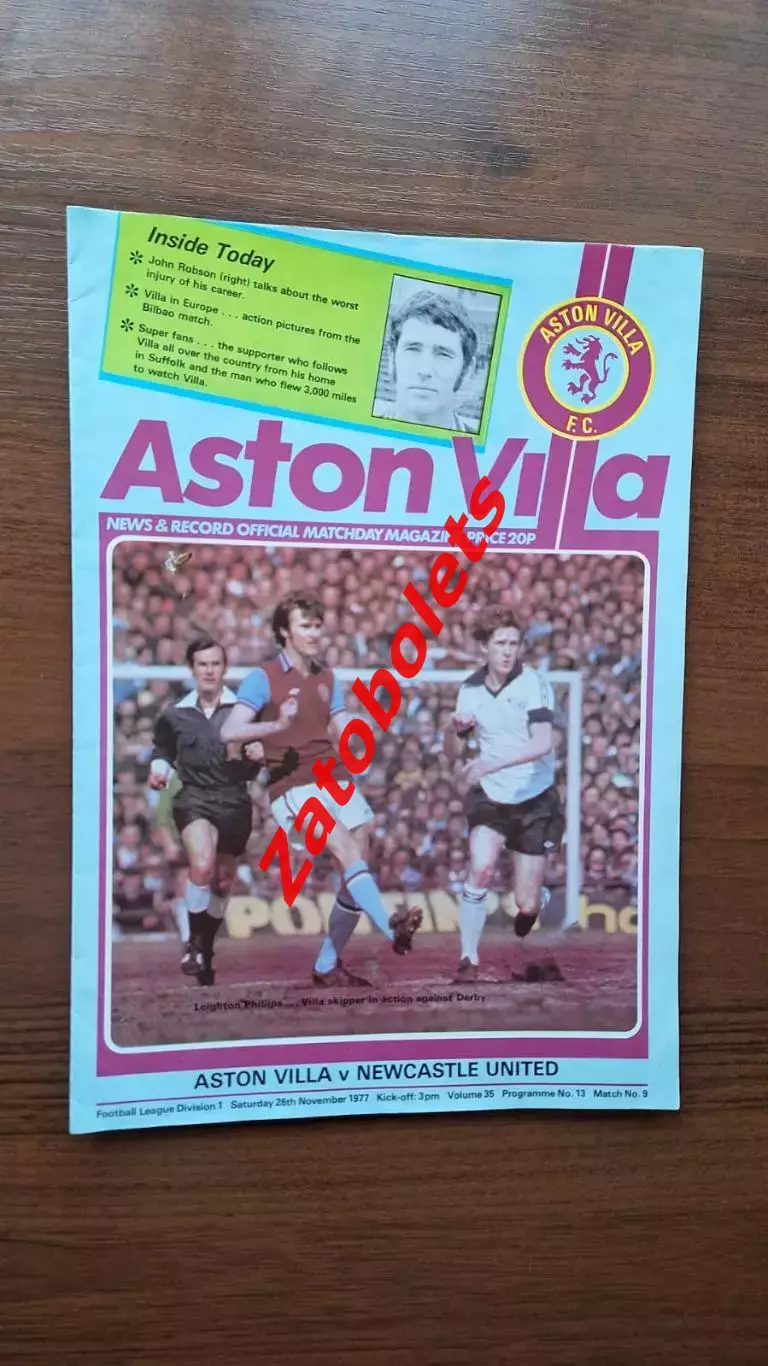 Inside Today
* John Robson (right) talks about the worst
injury of his career.
* Villa in Europe . . . action pictures from the
Bilbao match.
* Super fans . . . the supporter who follows
Villa all over the country from his home
in Suffolk and the man who flew 3,000 miles
to watch Villa.
ASTON VILLA
F.C.
Aston Villa
NEWS & RECORD OFFICIAL MATCHDAY MAGAZINE PRICE 20P
Zatobolets
PONTIN'S
Leighton Phillips . . . Villa skipper in action against Derby
ASTON VILLA v NEWCASTLE UNITED
Football League Division 1 Saturday 26th November 1977 Kick-off: 3pm Volume 35 Programme No. 13 Match No. 9